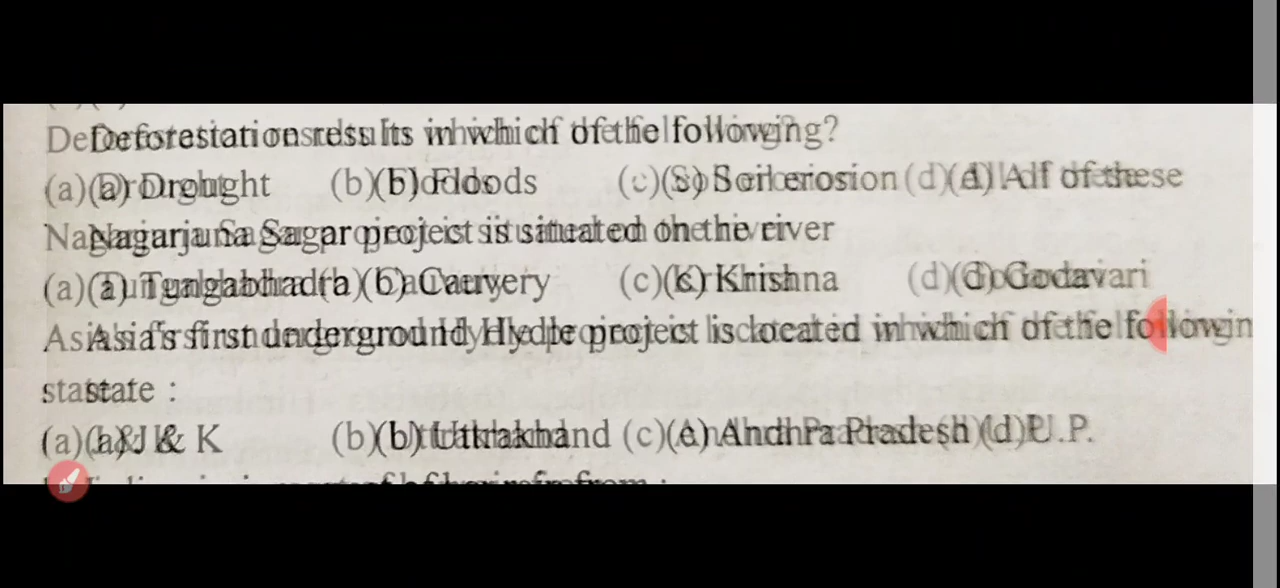 Deforestation results in which of the following?
(a) Drought (b) Floods (c) Soil erosion (d) All of these
Nagarjuna Sagar project is situated on the river
(a) Tungabhadra (b) Cauvery (c) Krishna (d) Godavari
Asia's first underground Hydle project is located in which of the followin
state :
(a) J & K (b) Uttrakhand (c) Andhra Pradesh (d) U.P.